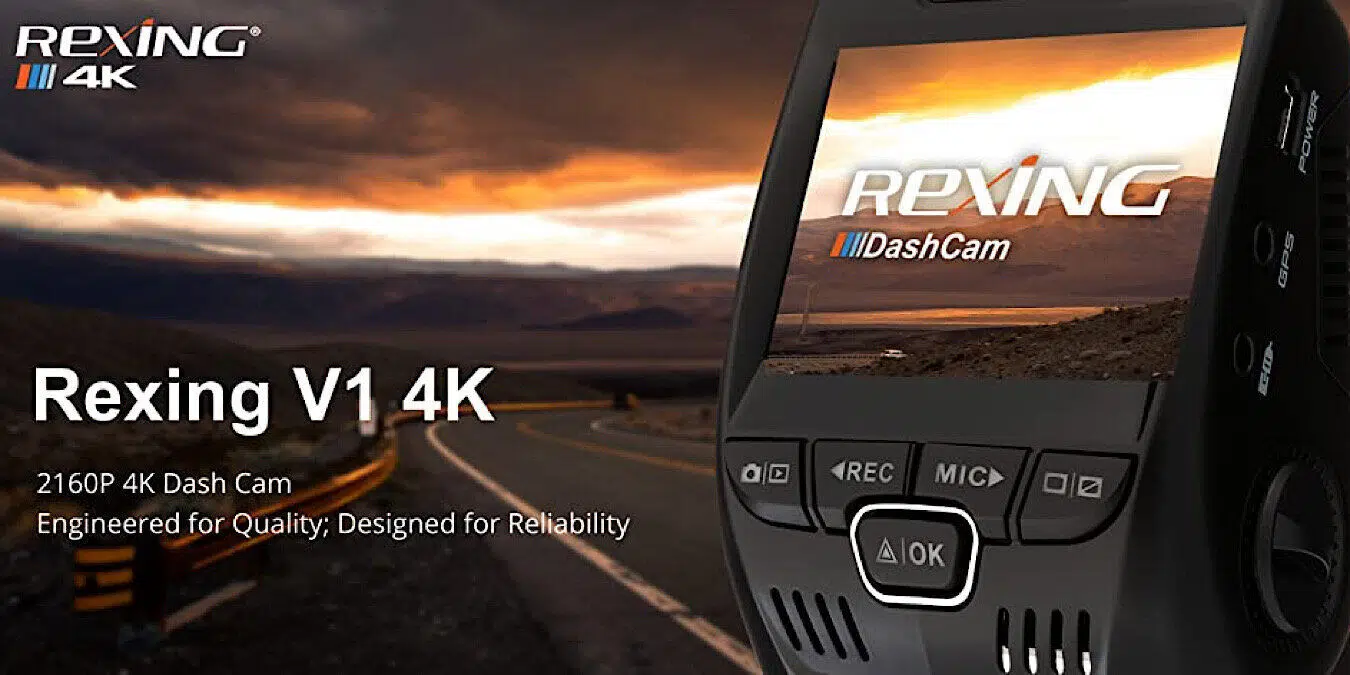 REXING®
4K
REXING
DashCam
POWER
GPS
Rexing V1 4K
2160P 4K Dash Cam
Engineered for Quality; Designed for Reliability
◀REC
MIC▶
OK